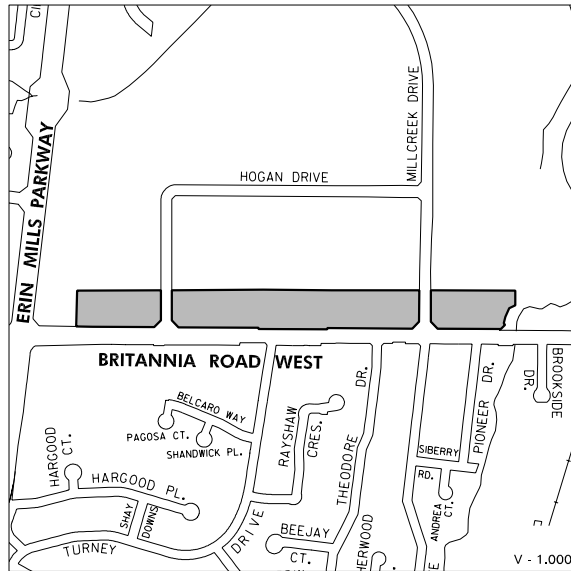 ERIN MILLS PARKWAY
MILLCREEK DRIVE
HOGAN DRIVE
BRITANNIA ROAD WEST
BROOKSIDE
DR.
PIONEER DR.
BELCARO WAY
PAGOSA CT.
SHANDWICK PL.
RAYSHAW
CRES.
THEODORE
DR.
SIBERRY
RD.
ANDREA
CT.
HARGOOD
CT.
HARGOOD PL.
SHAY
DOWNS
TURNEY
DRIVE
BEEJAY
CT.
V - 1.000